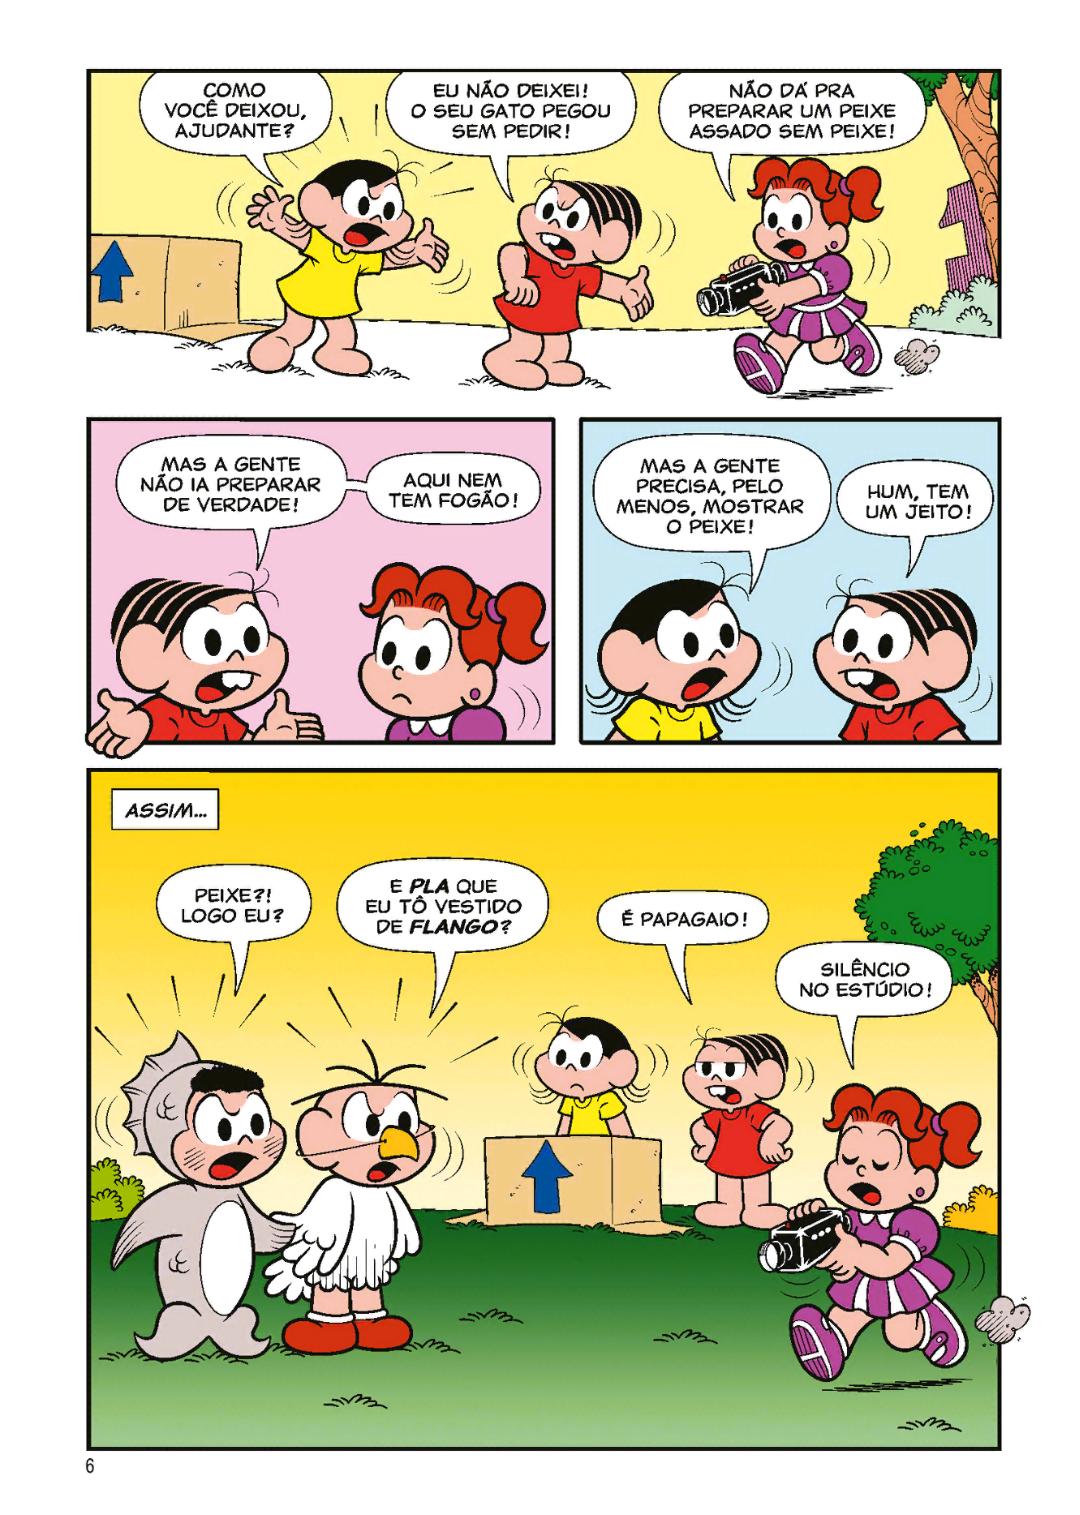 COMO
VOCÊ DEIXOU,
AJUDANTE?
EU NÃO DEIXEI!
O SEU GATO PEGOU
SEM PEDIR!
NÃO DÁ PRA
PREPARAR UM PEIXE
ASSADO SEM PEIXE!
MAS A GENTE
NÃO IA PREPARAR
DE VERDADE!
AQUI NEM
TEM FOGÃO!
MAS A GENTE
PRECISA, PELO
MENOS, MOSTRAR
O PEIXE!
HUM, TEM
UM JEITO!
ASSIM...
PEIXE?!
LOGO EU?
E PLA QUE
EU TÔ VESTIDO
DE FLANGO?
É PAPAGAIO!
SILÊNCIO
NO ESTÚDIO!
6